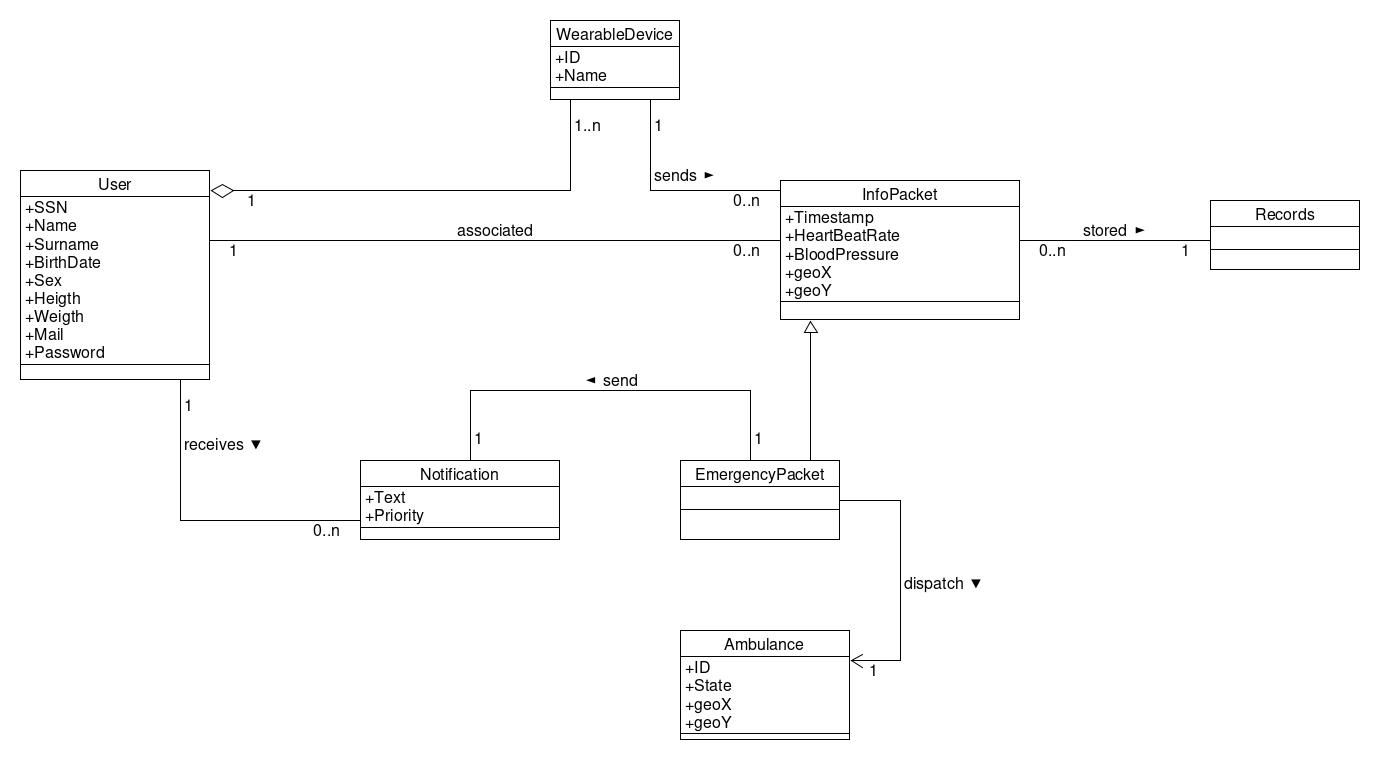 WearableDevice
+ID
+Name
1..n
1
sends ►
0..n
User
+SSN
+Name
+Surname
+BirthDate
+Sex
+Heigth
+Weigth
+Mail
+Password
1
1
associated
0..n
InfoPacket
+Timestamp
+HeartBeatRate
+BloodPressure
+geoX
+geoY
stored ►
0..n
1
Records
1
receives ▼
0..n
◄ send
1
1
Notification
+Text
+Priority
EmergencyPacket
dispatch ▼
1
Ambulance
+ID
+State
+geoX
+geoY